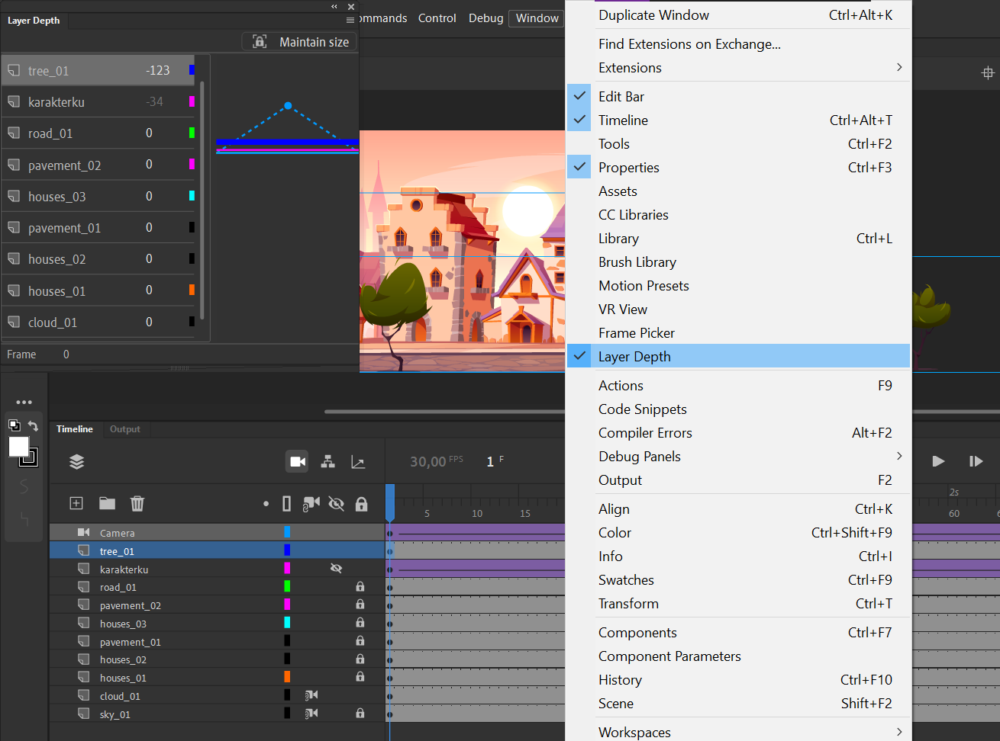 Layer Depth
Maintain size
tree_01 -123
karakterku -34
road_01 0
pavement_02 0
houses_03 0
pavement_01 0
houses_02 0
houses_01 0
cloud_01 0
Frame 0
Control Debug Window
Duplicate Window Ctrl+Alt+K
Find Extensions on Exchange...
Extensions
Edit Bar
Timeline Ctrl+Alt+T
Tools Ctrl+F2
Properties Ctrl+F3
Assets
CC Libraries
Library Ctrl+L
Brush Library
Motion Presets
VR View
Frame Picker
Layer Depth
Actions F9
Code Snippets
Compiler Errors Alt+F2
Debug Panels
Output F2
Align Ctrl+K
Color Ctrl+Shift+F9
Info Ctrl+I
Swatches Ctrl+F9
Transform Ctrl+T
Components Ctrl+F7
Component Parameters
History Ctrl+F10
Scene Shift+F2
Workspaces
Timeline Output
30,00 FPS 1 F
2s
5 10 15 60
Camera
tree_01
karakterku
road_01
pavement_02
houses_03
pavement_01
houses_02
houses_01
cloud_01
sky_01